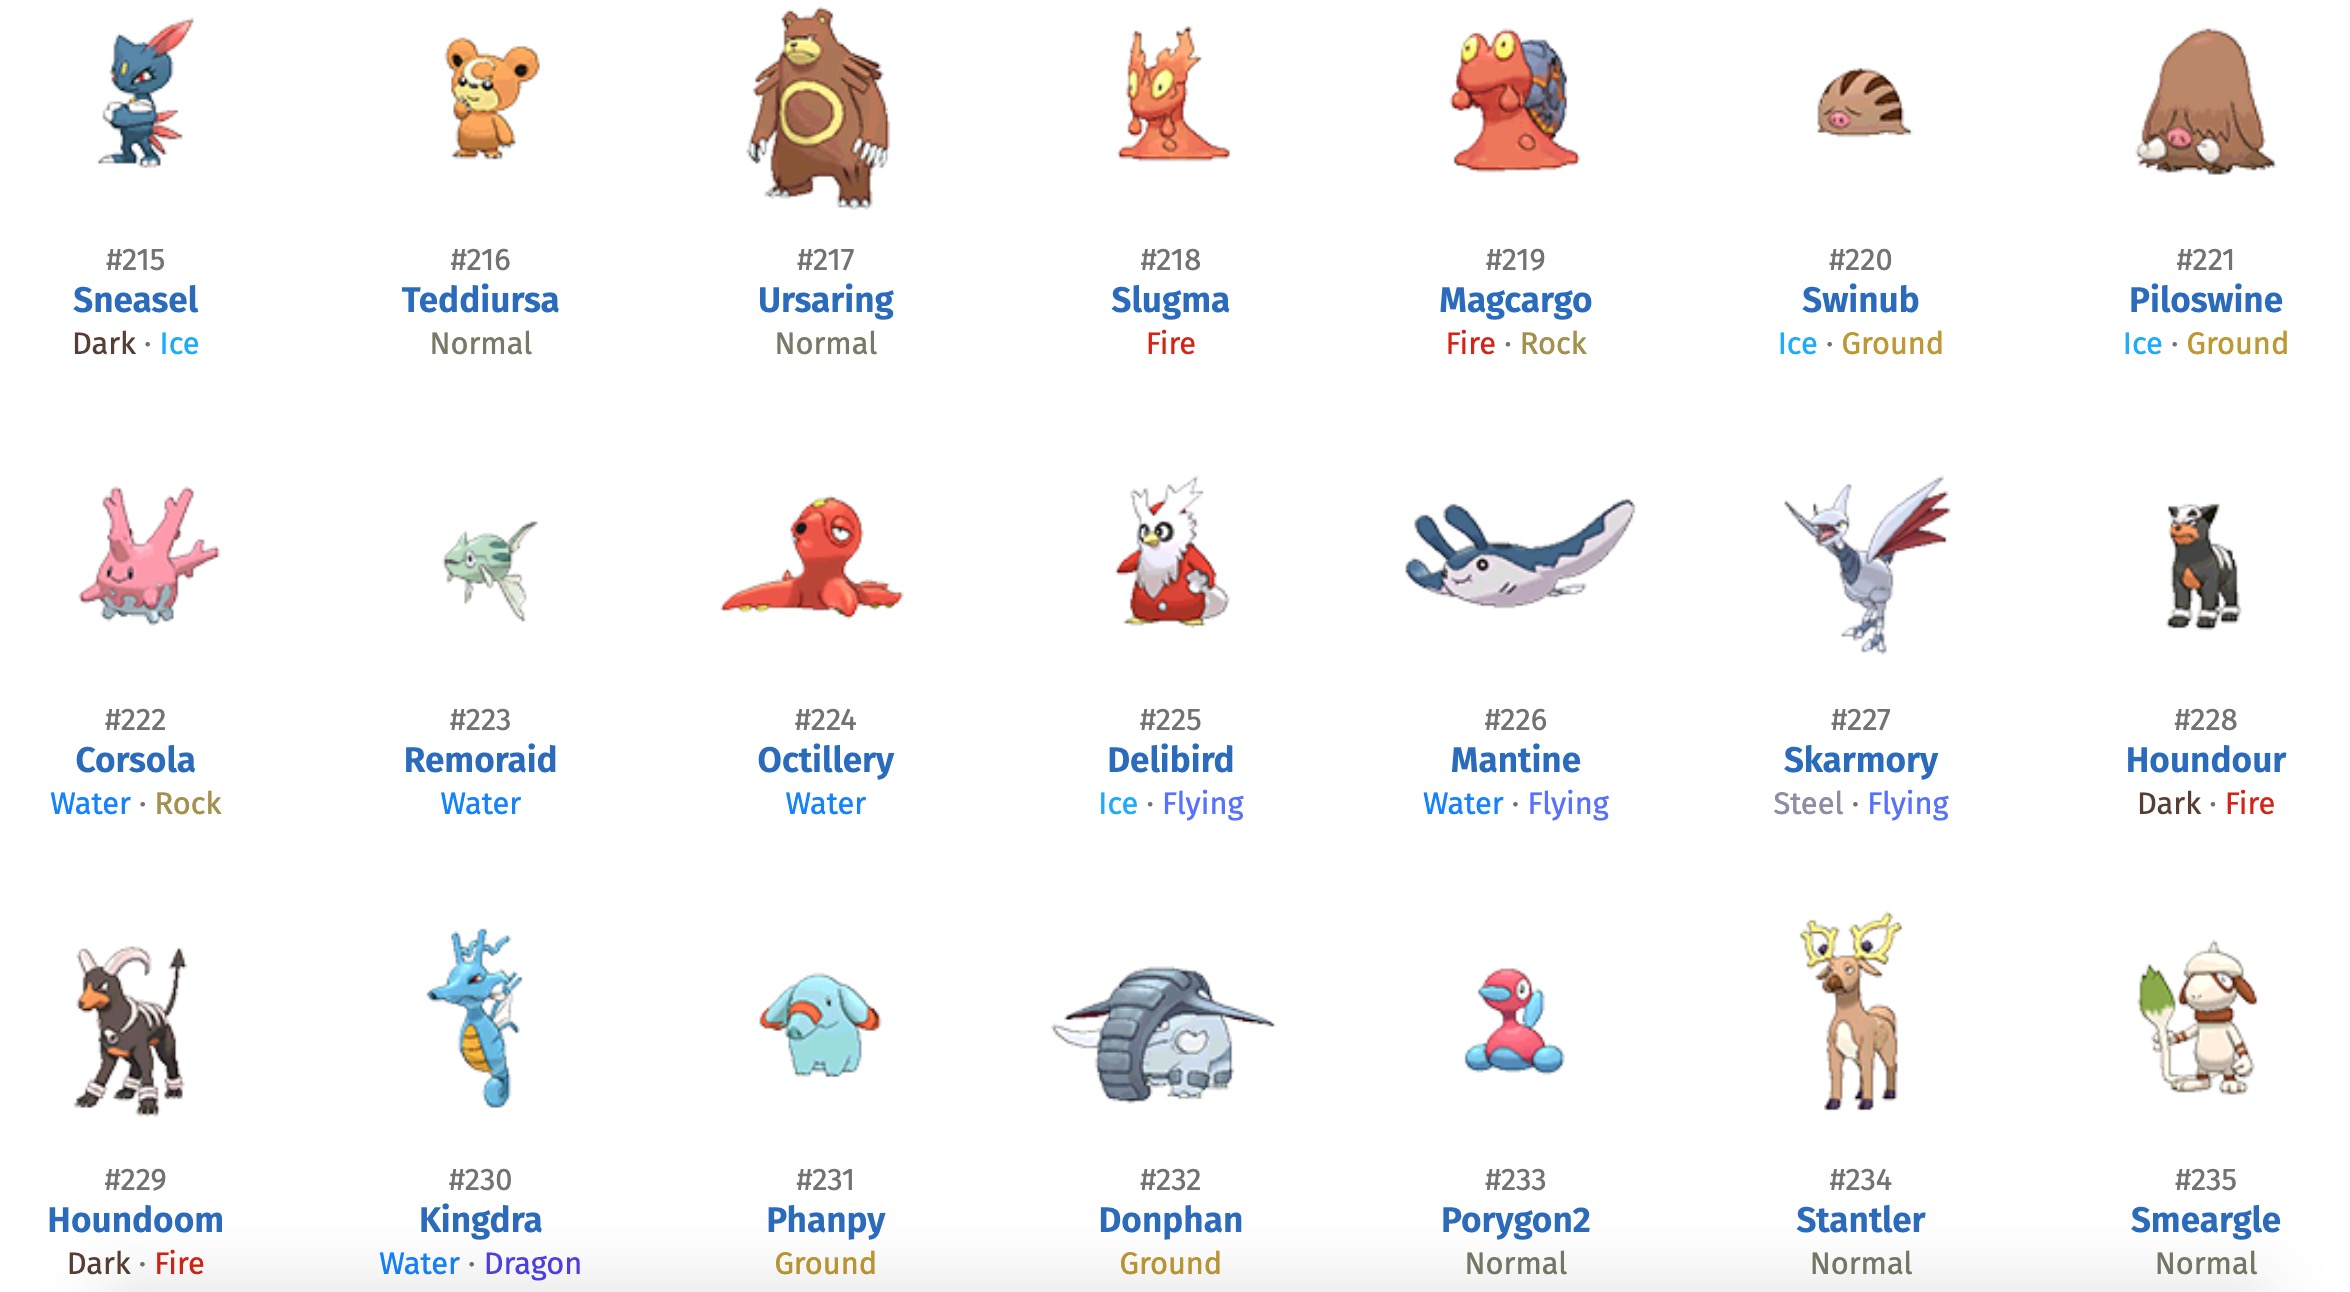 #215 #216 #217 #218 #219 #220 #221
Sneasel Teddiursa Ursaring Slugma Magcargo Swinub Piloswine
Dark · Ice Normal Normal Fire Fire · Rock Ice · Ground Ice · Ground
#222 #223 #224 #225 #226 #227 #228
Corsola Remoraid Octillery Delibird Mantine Skarmory Houndour
Water · Rock Water Water Ice · Flying Water · Flying Steel · Flying Dark · Fire
#229 #230 #231 #232 #233 #234 #235
Houndoom Kingdra Phanpy Donphan Porygon2 Stantler Smeargle
Dark · Fire Water · Dragon Ground Ground Normal Normal Normal